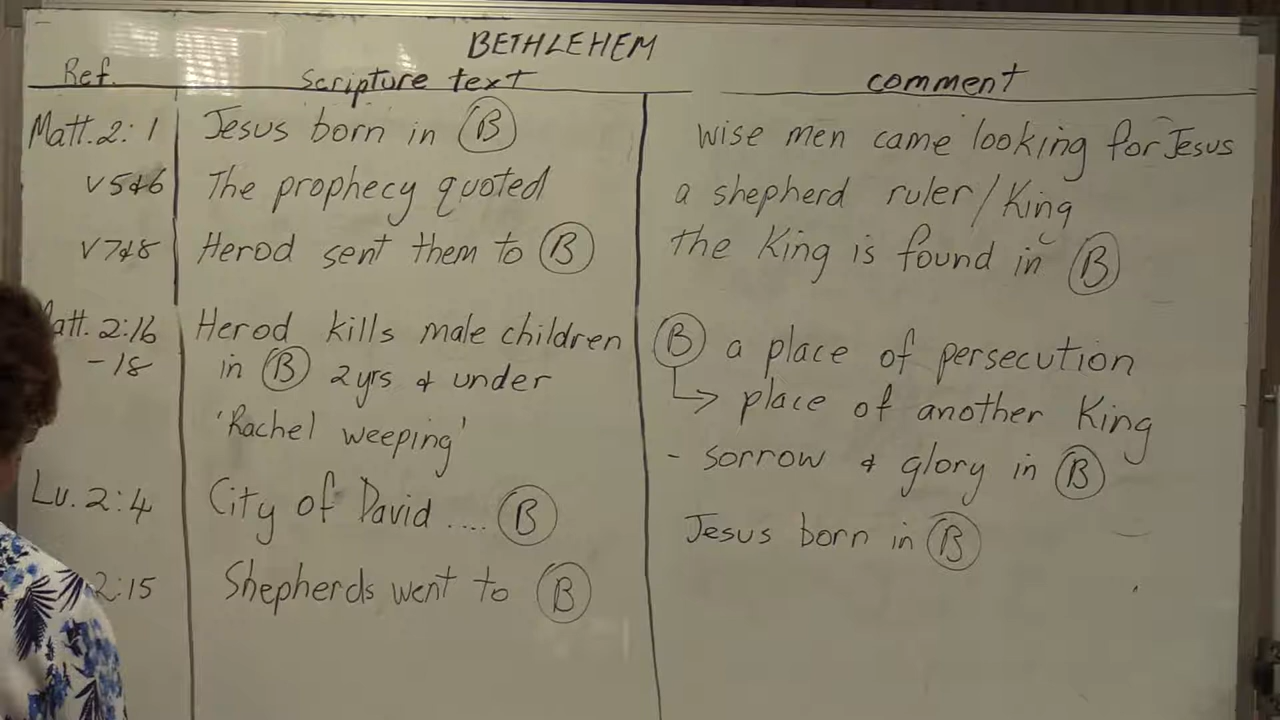 BETHLEHEM
Ref. scripture text comment
Matt. 2:1 Jesus born in B wise men came looking for Jesus
v5&6 The prophecy quoted a shepherd ruler/King
v7&8 Herod sent them to B the King is found in B
att. 2:16 Herod kills male children B a place of persecution
-18 in B 2yrs & under place of another King
'Rachel weeping' - sorrow & glory in B
Lu. 2:4 City of David .... B Jesus born in B
2:15 Shepherds went to B